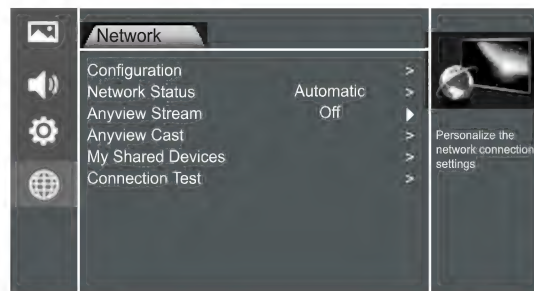 Network
Configuration >
Network Status Automatic >
Anyview Stream Off
Anyview Cast >
My Shared Devices >
Connection Test >
Personalize the
network connection
settings